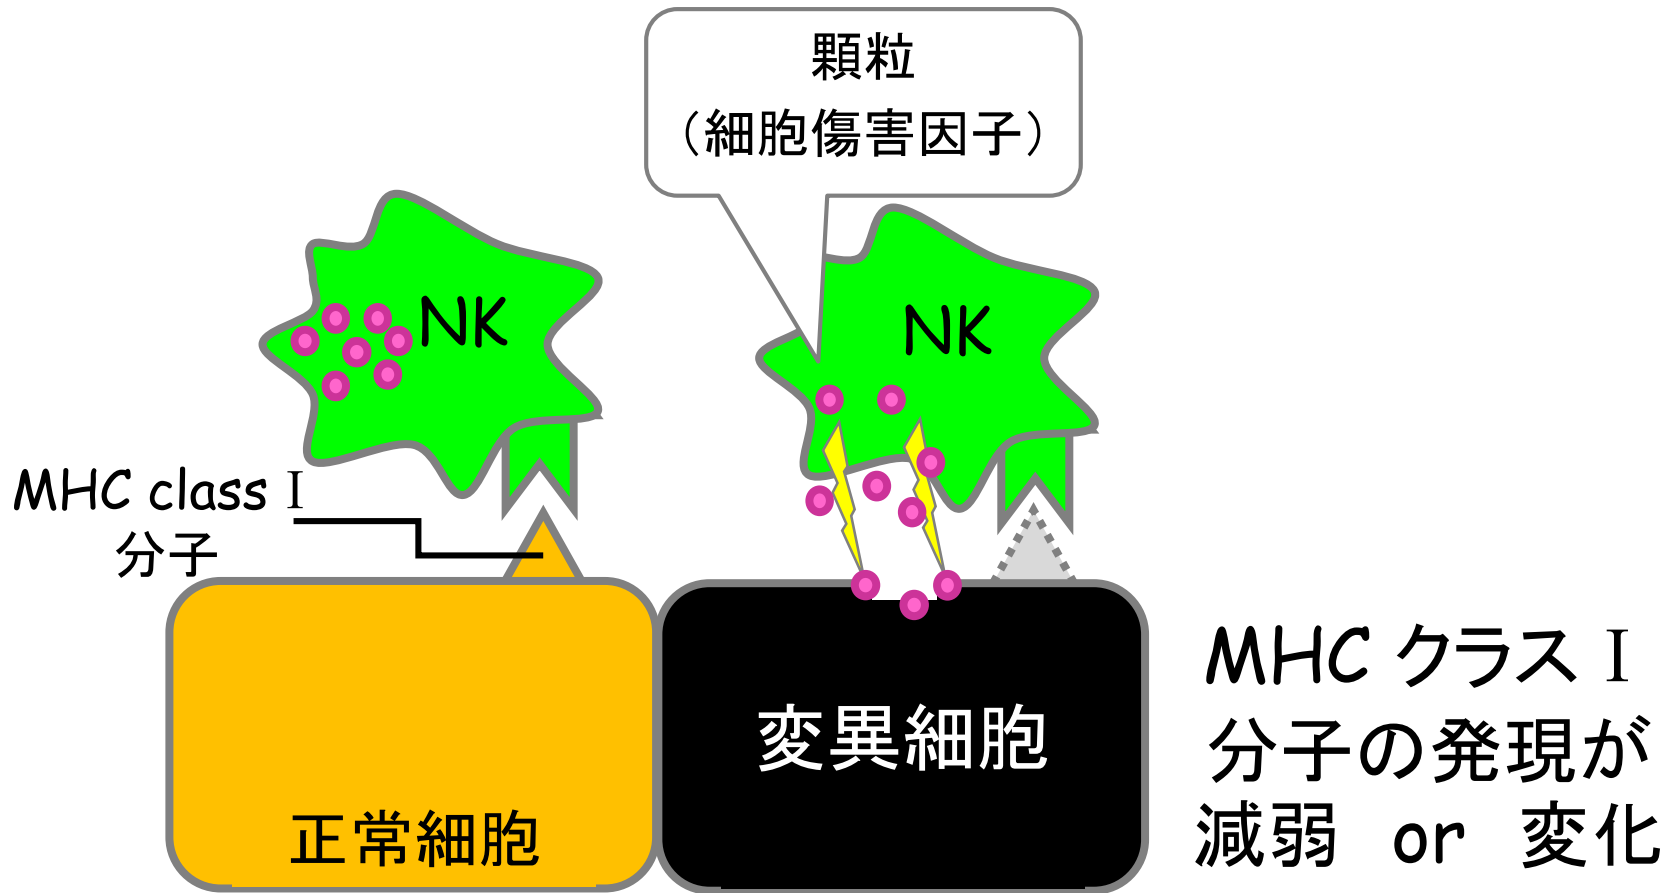 顆粒
（細胞傷害因子）
NK
NK
MHC class Ⅰ
分子
変異細胞
正常細胞
MHC クラス Ⅰ
分子の発現が
減弱　or　変化